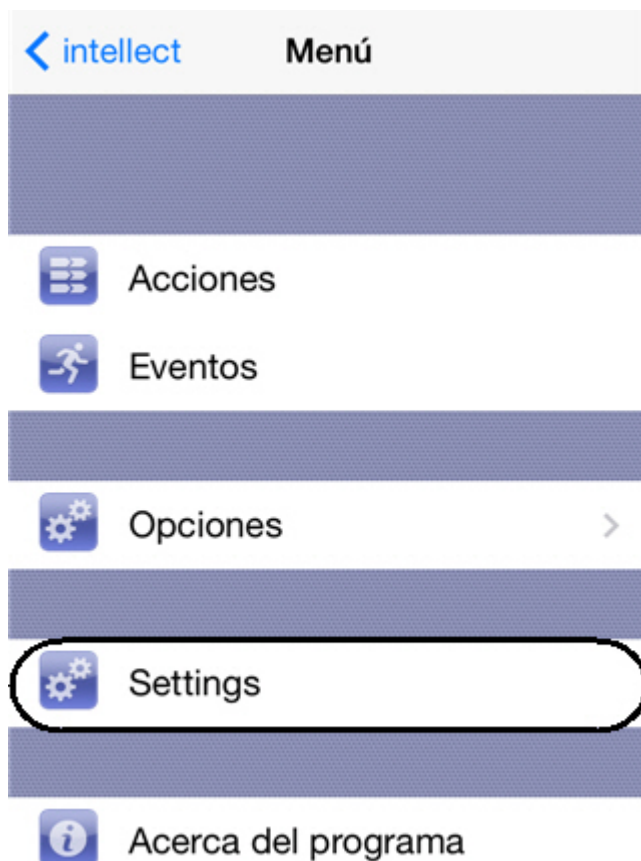 intellect Menú
Acciones
Eventos
Opciones
Settings
Acerca del programa